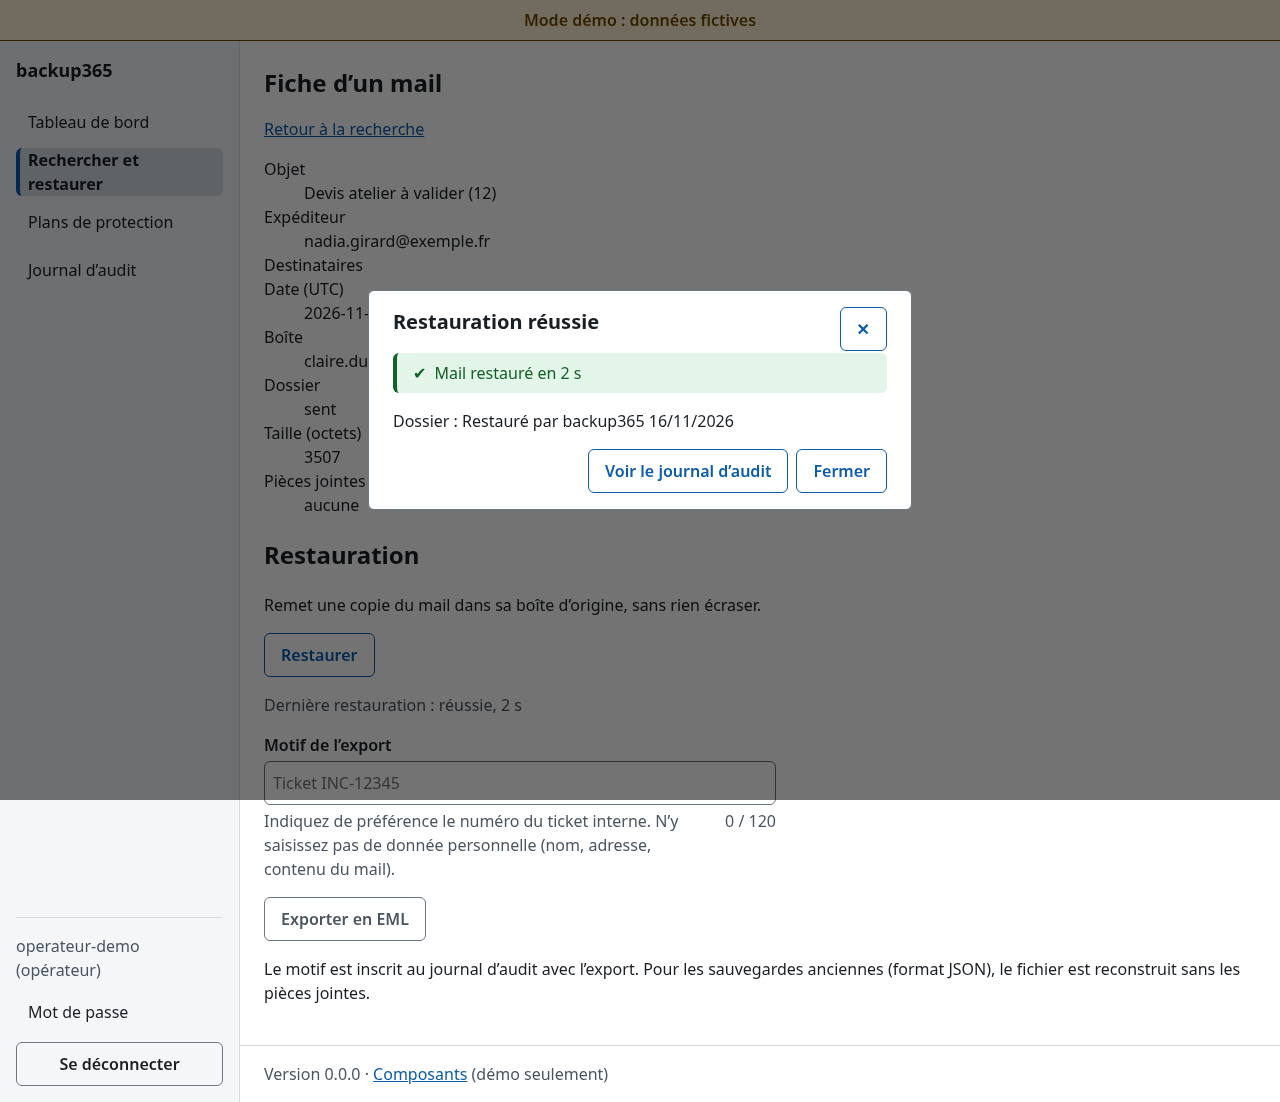 Mode démo : données fictives
backup365
Tableau de bord
Rechercher et
restaurer
Plans de protection
Journal d’audit
Fiche d’un mail
Retour à la recherche
Objet
Devis atelier à valider (12)
Expéditeur
nadia.girard@exemple.fr
Destinataires
Date (UTC)
2026-11-
Boîte
claire.du
Dossier
sent
Taille (octets)
3507
Pièces jointes
aucune
Restauration réussie
✕
✔ Mail restauré en 2 s
Dossier : Restauré par backup365 16/11/2026
Voir le journal d’audit
Fermer
Restauration
Remet une copie du mail dans sa boîte d’origine, sans rien écraser.
Restaurer
Dernière restauration : réussie, 2 s
Motif de l’export
Ticket INC-12345
Indiquez de préférence le numéro du ticket interne. N’y
saisissez pas de donnée personnelle (nom, adresse,
contenu du mail).
0 / 120
Exporter en EML
Le motif est inscrit au journal d’audit avec l’export. Pour les sauvegardes anciennes (format JSON), le fichier est reconstruit sans les
pièces jointes.
operateur-demo
(opérateur)
Mot de passe
Se déconnecter
Version 0.0.0 · Composants (démo seulement)